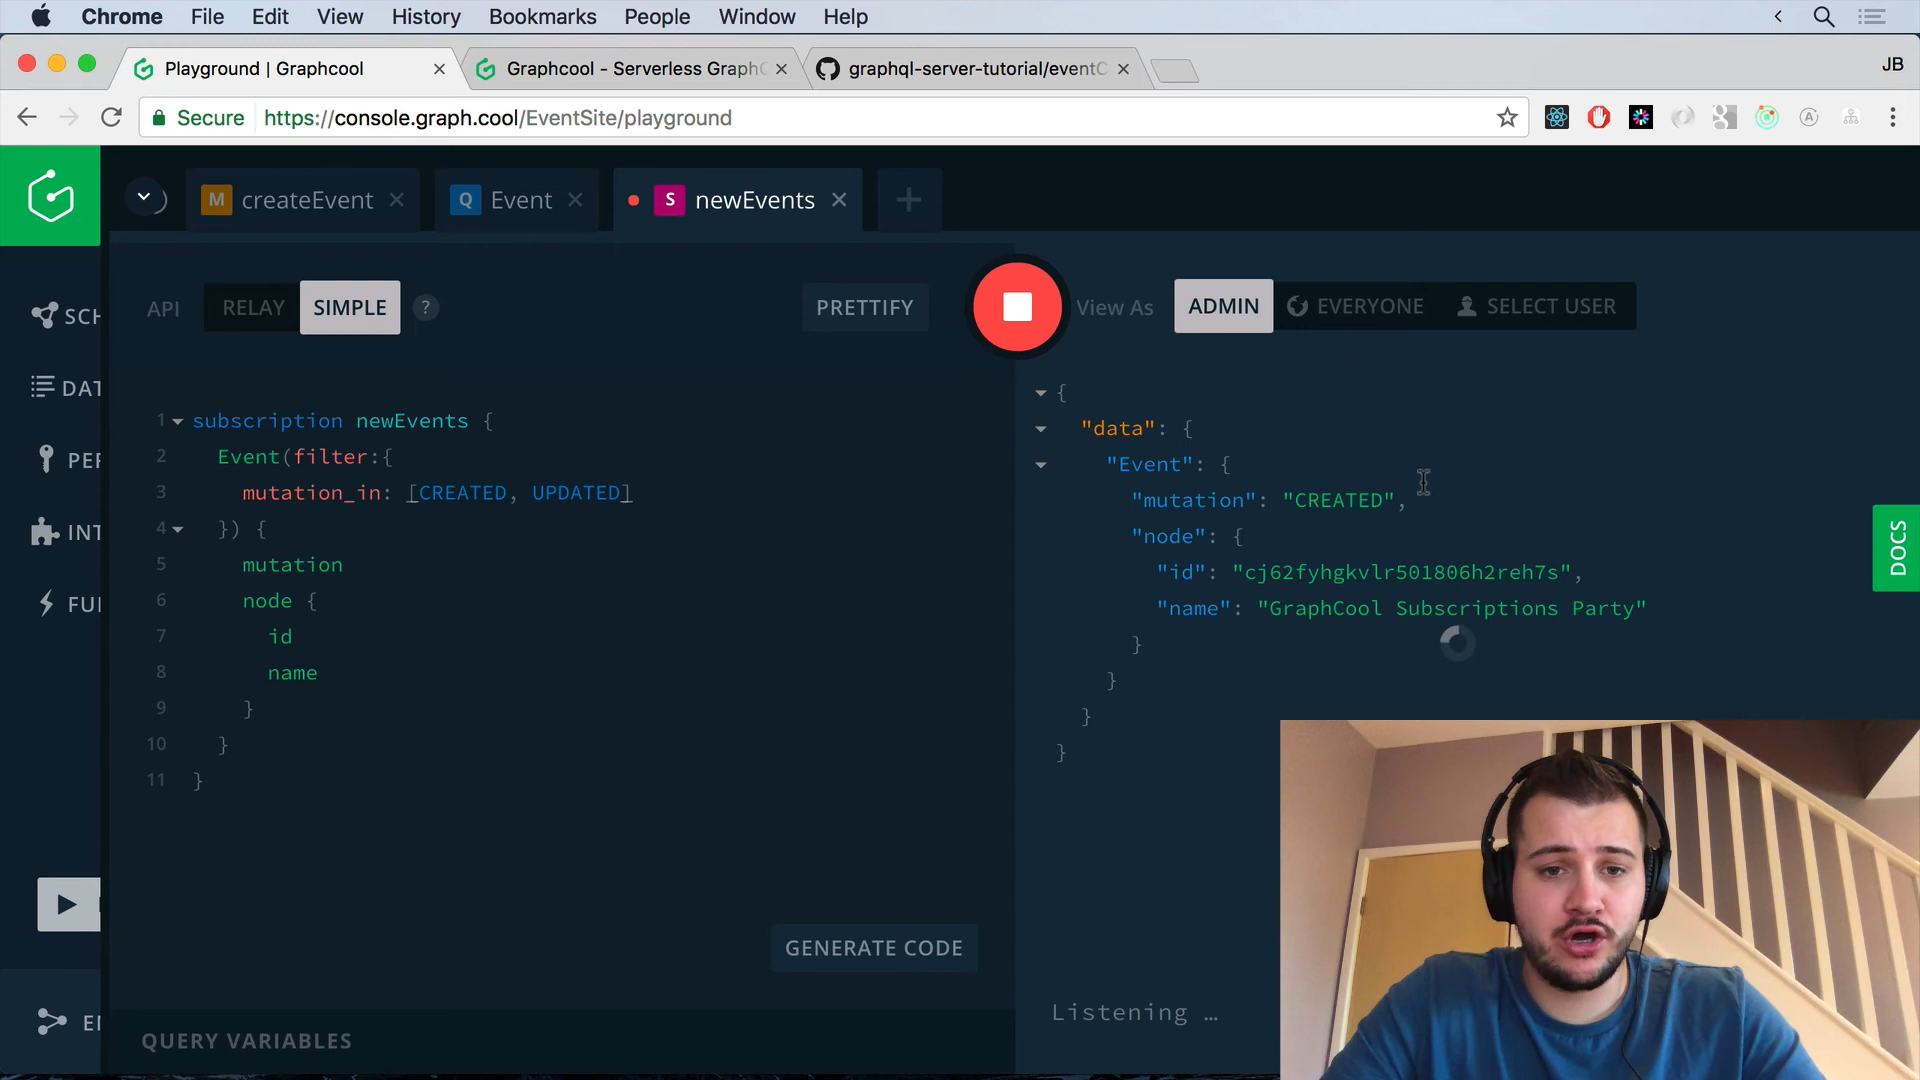 Chrome File Edit View History Bookmarks People Window Help
Playground | Graphcool
Graphcool - Serverless Graph
graphql-server-tutorial/event
JB
Secure https://console.graph.cool/EventSite/playground
M createEvent
Q Event
S newEvents
API RELAY SIMPLE ? PRETTIFY
View As ADMIN EVERYONE SELECT USER
SCH
DAT
PER
INT
FUI
1 subscription newEvents {
2 Event(filter:{
3 mutation_in: [CREATED, UPDATED]
4 }) {
5 mutation
6 node {
7 id
8 name
9 }
10 }
11 }
{
"data": {
"Event": {
"mutation": "CREATED",
"node": {
"id": "cj62fyhgkvlr501806h2reh7s",
"name": "GraphCool Subscriptions Party"
}
}
}
}
DOCS
GENERATE CODE
Listening …
QUERY VARIABLES